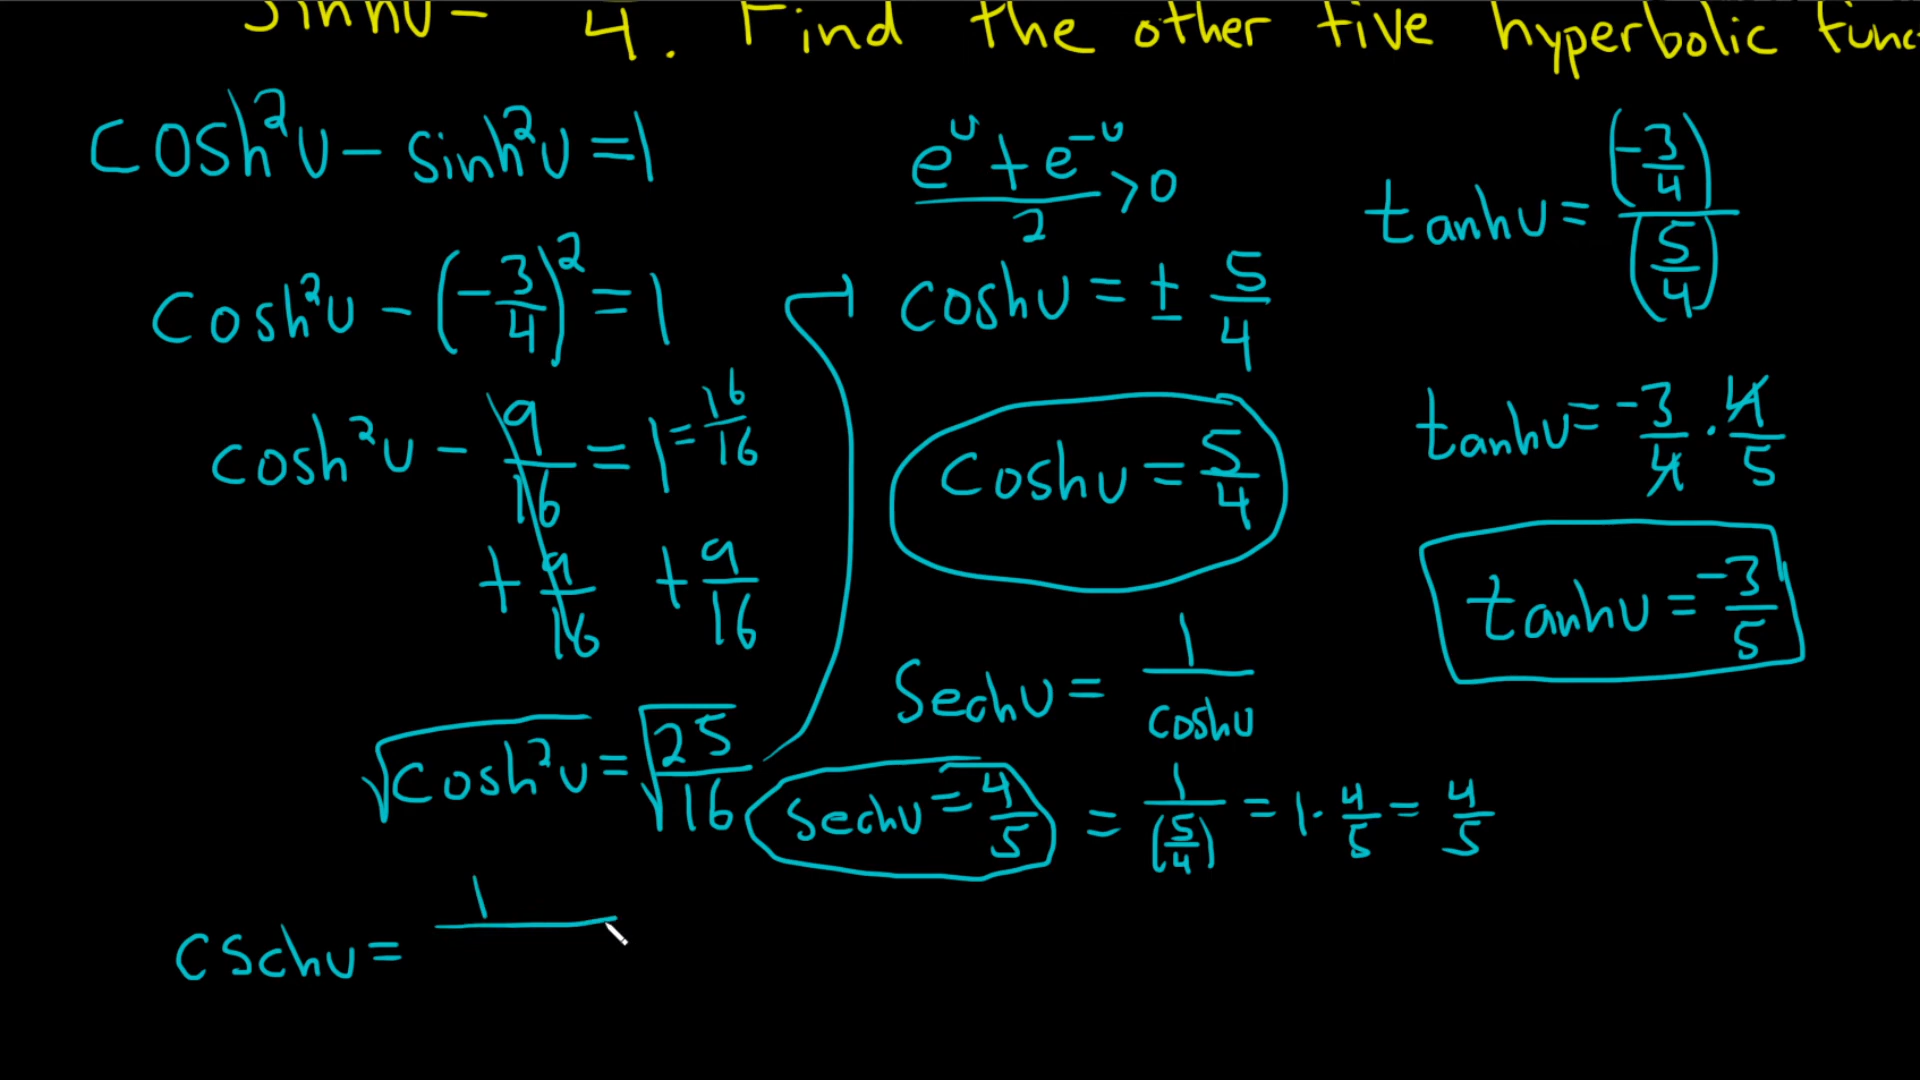 sinhu = 4. Find the other five hyperbolic func
cosh²u - sinh²u = 1
cosh²u - (-3/4)² = 1
cosh²u - 9/16 = 1 = 16/16
+ 9/16 + 9/16
√cosh²u = √25/16
(e^u + e^-u)/2 > 0
coshu = ± 5/4
coshu = 5/4
sechu = 1/coshu
sechu = 4/5 = 1/(5/4) = 1 · 4/5 = 4/5
tanhu = (-3/4)/(5/4)
tanhu = -3/4 · 4/5
tanhu = -3/5
cschu = 1